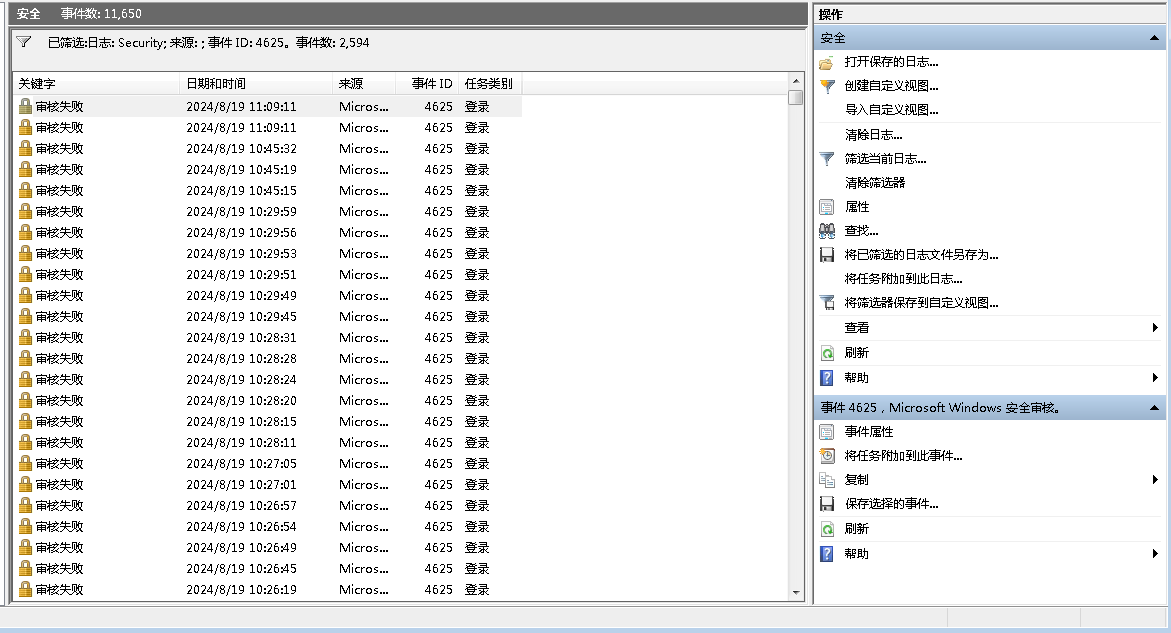 安全 事件数: 11,650
已筛选:日志: Security; 来源: ; 事件 ID: 4625。事件数: 2,594
关键字 日期和时间 来源 事件 ID 任务类别
审核失败 2024/8/19 11:09:11 Micros... 4625 登录
审核失败 2024/8/19 11:09:11 Micros... 4625 登录
审核失败 2024/8/19 10:45:32 Micros... 4625 登录
审核失败 2024/8/19 10:45:19 Micros... 4625 登录
审核失败 2024/8/19 10:45:15 Micros... 4625 登录
审核失败 2024/8/19 10:29:59 Micros... 4625 登录
审核失败 2024/8/19 10:29:56 Micros... 4625 登录
审核失败 2024/8/19 10:29:53 Micros... 4625 登录
审核失败 2024/8/19 10:29:51 Micros... 4625 登录
审核失败 2024/8/19 10:29:49 Micros... 4625 登录
审核失败 2024/8/19 10:29:45 Micros... 4625 登录
审核失败 2024/8/19 10:28:31 Micros... 4625 登录
审核失败 2024/8/19 10:28:28 Micros... 4625 登录
审核失败 2024/8/19 10:28:24 Micros... 4625 登录
审核失败 2024/8/19 10:28:20 Micros... 4625 登录
审核失败 2024/8/19 10:28:15 Micros... 4625 登录
审核失败 2024/8/19 10:28:11 Micros... 4625 登录
审核失败 2024/8/19 10:27:05 Micros... 4625 登录
审核失败 2024/8/19 10:27:01 Micros... 4625 登录
审核失败 2024/8/19 10:26:57 Micros... 4625 登录
审核失败 2024/8/19 10:26:54 Micros... 4625 登录
审核失败 2024/8/19 10:26:49 Micros... 4625 登录
审核失败 2024/8/19 10:26:45 Micros... 4625 登录
审核失败 2024/8/19 10:26:19 Micros... 4625 登录
操作
安全
打开保存的日志...
创建自定义视图...
导入自定义视图...
清除日志...
筛选当前日志...
清除筛选器
属性
查找...
将已筛选的日志文件另存为...
将任务附加到此日志...
将筛选器保存到自定义视图...
查看
刷新
帮助
事件 4625，Microsoft Windows 安全审核。
事件属性
将任务附加到此事件...
复制
保存选择的事件...
刷新
帮助